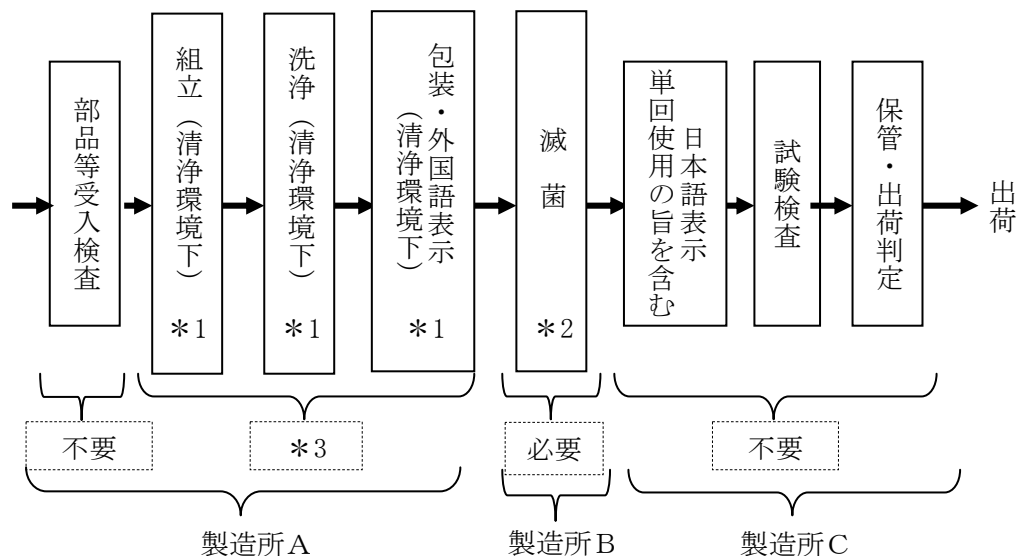 部品等受入検査
組立（清浄環境下）
＊1
洗浄（清浄環境下）
＊1
包装・外国語表示
（清浄環境下）
＊1
滅菌
＊2
日本語表示
単回使用の旨を含む
試験検査
保管・出荷判定
出荷
不要
＊3
必要
不要
製造所A
製造所B
製造所C